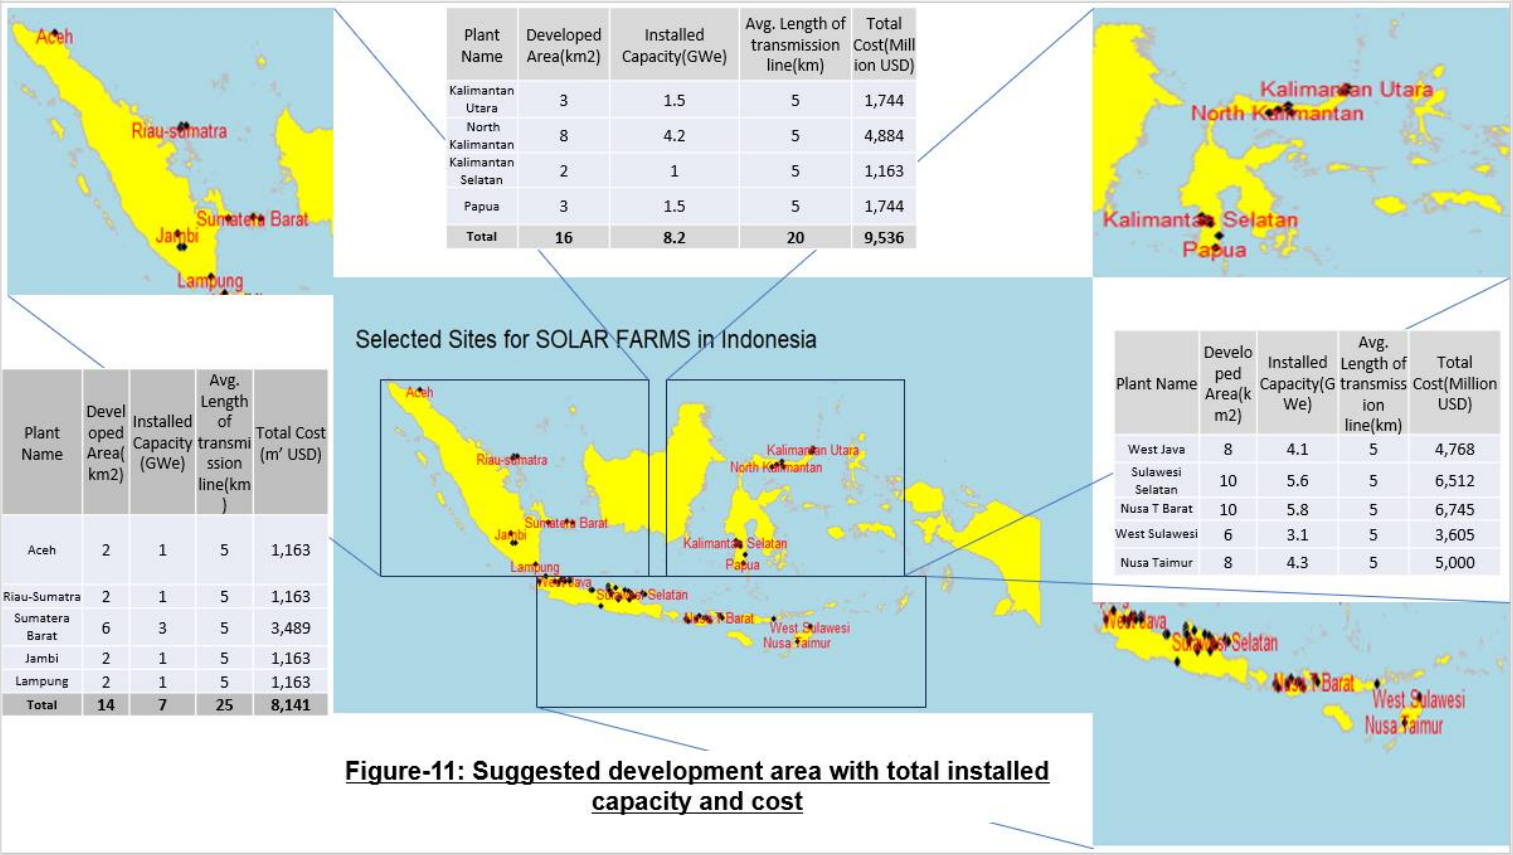 Aceh
Riau-sumatra
Sumatera Barat
Jambi
Lampung
Plant Name Developed Area(km2) Installed Capacity(GWe) Avg. Length of transmission line(km) Total Cost(Million USD)
Kalimantan Utara 3 1.5 5 1,744
North Kalimantan 8 4.2 5 4,884
Kalimantan Selatan 2 1 5 1,163
Papua 3 1.5 5 1,744
Total 16 8.2 20 9,536
Kalimantan Utara
North Kalimantan
Kalimantan Selatan
Papua
Selected Sites for SOLAR FARMS in Indonesia
Plant Name Developed Area(km2) Installed Capacity (GWe) Avg. Length of transmission line(km) Total Cost (m’ USD)
Aceh 2 1 5 1,163
Riau-Sumatra 2 1 5 1,163
Sumatera Barat 6 3 5 3,489
Jambi 2 1 5 1,163
Lampung 2 1 5 1,163
Total 14 7 25 8,141
Aceh
Riau-sumatra
Sumatera Barat
Jambi
Lampung
Kalimantan Utara
North Kalimantan
Kalimantan Selatan
Papua
West Java
Sulawesi Selatan
Nusa T Barat
West Sulawesi
Nusa Taimur
Plant Name Developed Area(km2) Installed Capacity(GWe) Avg. Length of transmission line(km) Total Cost(Million USD)
West Java 8 4.1 5 4,768
Sulawesi Selatan 10 5.6 5 6,512
Nusa T Barat 10 5.8 5 6,745
West Sulawesi 6 3.1 5 3,605
Nusa Taimur 8 4.3 5 5,000
West Java
Sulawesi Selatan
Nusa T Barat
West Sulawesi
Nusa Taimur
Figure-11: Suggested development area with total installed
capacity and cost